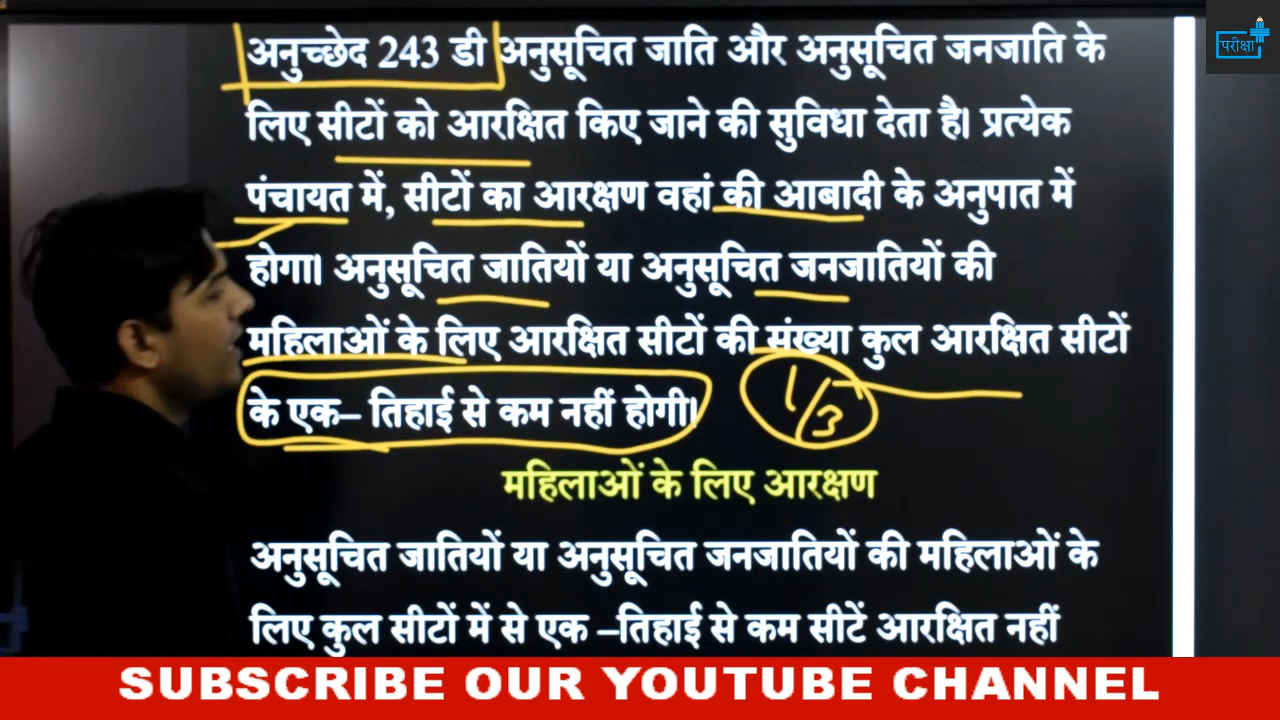 परीक्षा
अनुच्छेद 243 डी अनुसूचित जाति और अनुसूचित जनजाति के
लिए सीटों को आरक्षित किए जाने की सुविधा देता है। प्रत्येक
पंचायत में, सीटों का आरक्षण वहां की आबादी के अनुपात में
होगा। अनुसूचित जातियों या अनुसूचित जनजातियों की
महिलाओं के लिए आरक्षित सीटों की संख्या कुल आरक्षित सीटों
के एक– तिहाई से कम नहीं होगी।
1/3
महिलाओं के लिए आरक्षण
अनुसूचित जातियों या अनुसूचित जनजातियों की महिलाओं के
लिए कुल सीटों में से एक –तिहाई से कम सीटें आरक्षित नहीं
SUBSCRIBE OUR YOUTUBE CHANNEL